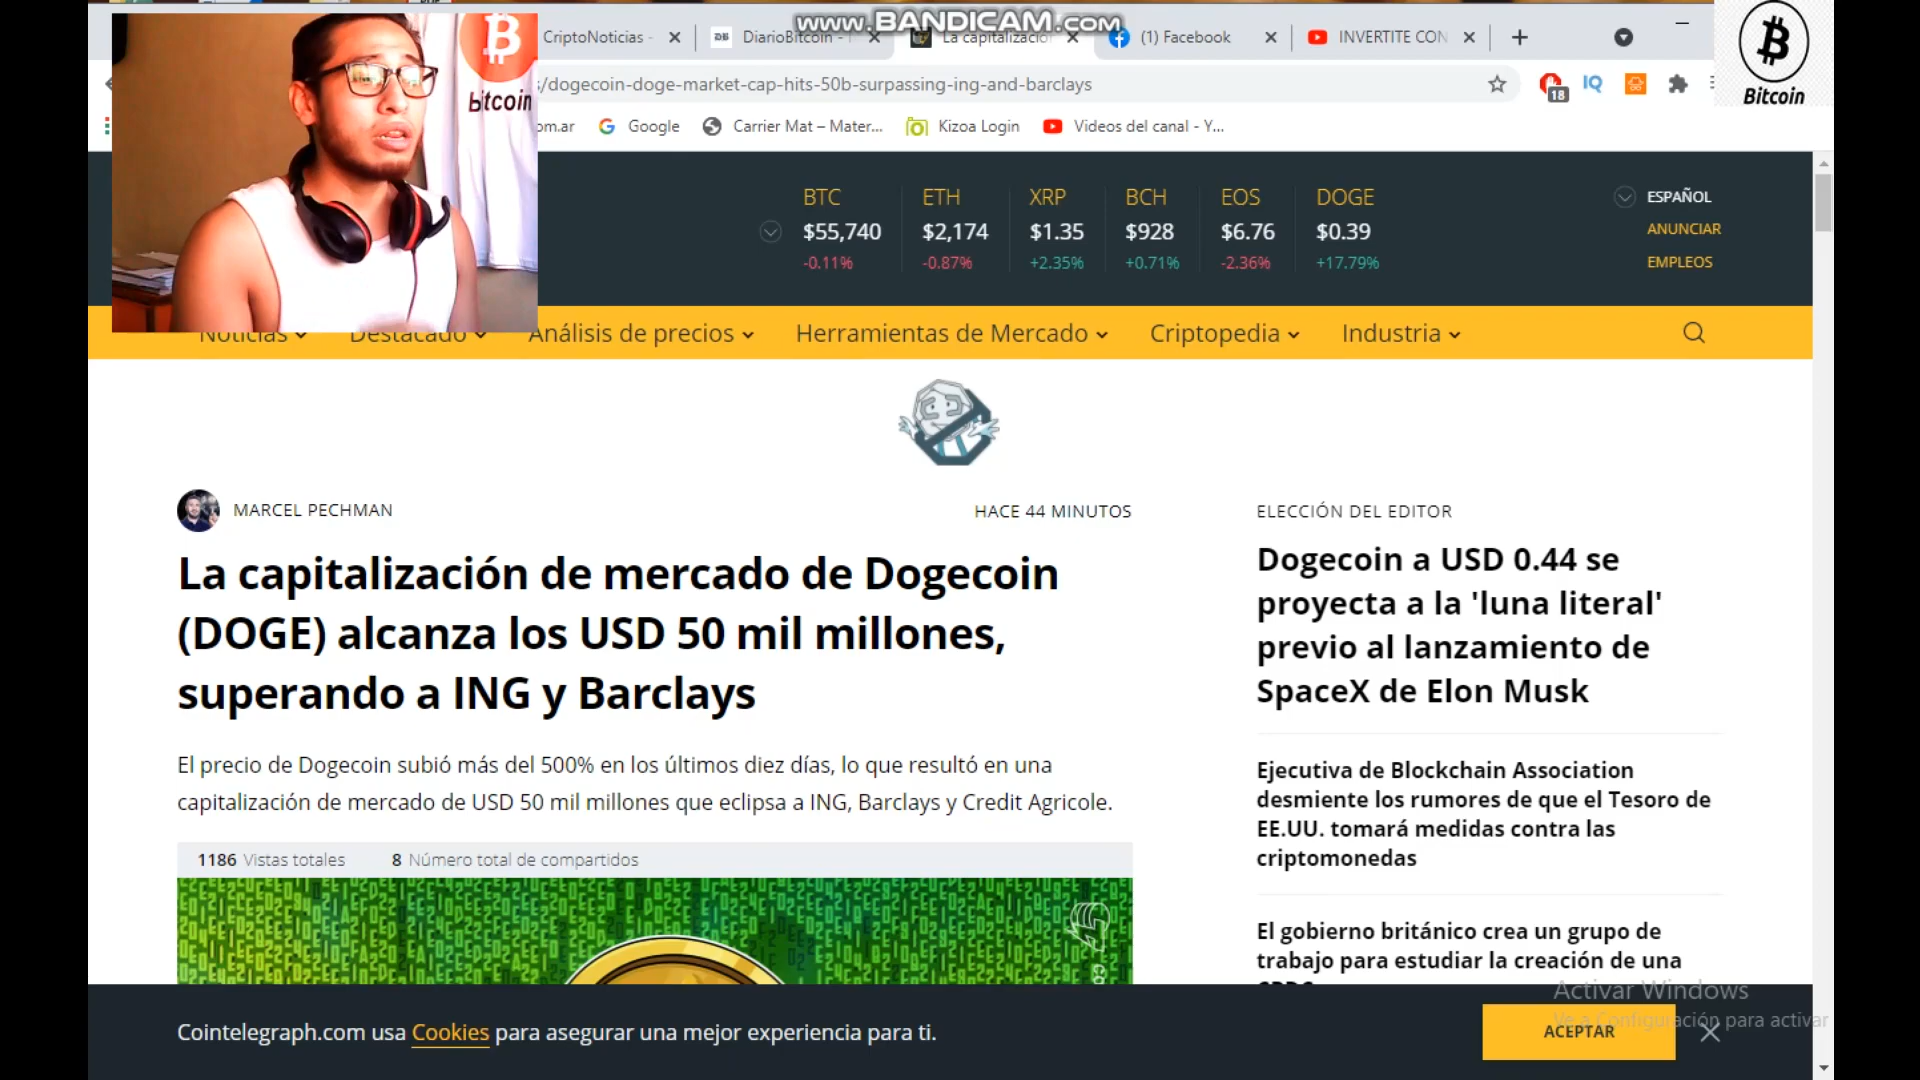 www.BANDICAM.com
CriptoNoticias -
DiarioBitcoin -
La capitalizació
(1) Facebook
INVERTITE CON
bitcoin
Bitcoin
/dogecoin-doge-market-cap-hits-50b-surpassing-ing-and-barclays
18
IQ
om.ar
Google
Carrier Mat – Mater...
Kizoa Login
Videos del canal - Y...
BTC
$55,740
-0.11%
ETH
$2,174
-0.87%
XRP
$1.35
+2.35%
BCH
$928
+0.71%
EOS
$6.76
-2.36%
DOGE
$0.39
+17.79%
ESPAÑOL
ANUNCIAR
EMPLEOS
Noticias
Destacado
Análisis de precios
Herramientas de Mercado
Criptopedia
Industria
MARCEL PECHMAN
HACE 44 MINUTOS
La capitalización de mercado de Dogecoin
(DOGE) alcanza los USD 50 mil millones,
superando a ING y Barclays
El precio de Dogecoin subió más del 500% en los últimos diez días, lo que resultó en una
capitalización de mercado de USD 50 mil millones que eclipsa a ING, Barclays y Credit Agricole.
1186 Vistas totales
8 Número total de compartidos
ELECCIÓN DEL EDITOR
Dogecoin a USD 0.44 se
proyecta a la 'luna literal'
previo al lanzamiento de
SpaceX de Elon Musk
Ejecutiva de Blockchain Association
desmiente los rumores de que el Tesoro de
EE.UU. tomará medidas contra las
criptomonedas
El gobierno británico crea un grupo de
trabajo para estudiar la creación de una
Activar Windows
Ve a Configuración para activar
Cointelegraph.com usa Cookies para asegurar una mejor experiencia para ti.
ACEPTAR